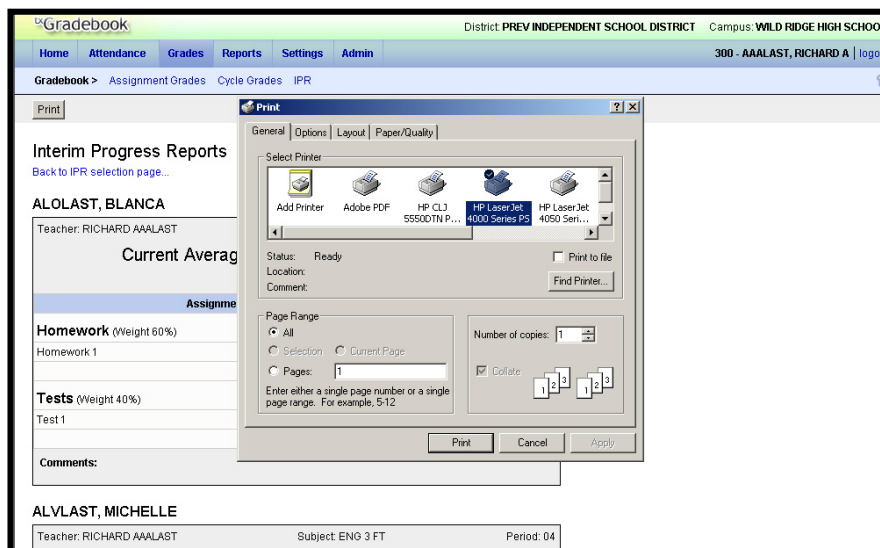 txGradebook
District: PREV INDEPENDENT SCHOOL DISTRICT Campus: WILD RIDGE HIGH SCHOO
Home Attendance Grades Reports Settings Admin
300 - AAALAST, RICHARD A | logo
Gradebook > Assignment Grades Cycle Grades IPR
Print
Interim Progress Reports
Back to IPR selection page...
ALOLAST, BLANCA
Teacher: RICHARD AAALAST
Current Averag
Assignme
Homework (Weight 60%)
Homework 1
Tests (Weight 40%)
Test 1
Comments:
ALVLAST, MICHELLE
Teacher: RICHARD AAALAST Subject: ENG 3 FT Period: 04
Print
General Options Layout Paper/Quality
Select Printer
Add Printer
Adobe PDF
HP CLJ
5550DTN P...
HP LaserJet
4000 Series PS
HP LaserJet
4050 Seri...
Status: Ready
Location:
Comment:
Print to file
Find Printer...
Page Range
All
Selection Current Page
Pages: 1
Enter either a single page number or a single
page range. For example, 5-12
Number of copies: 1
Collate
1 2 3 1 2 3
Print Cancel Apply